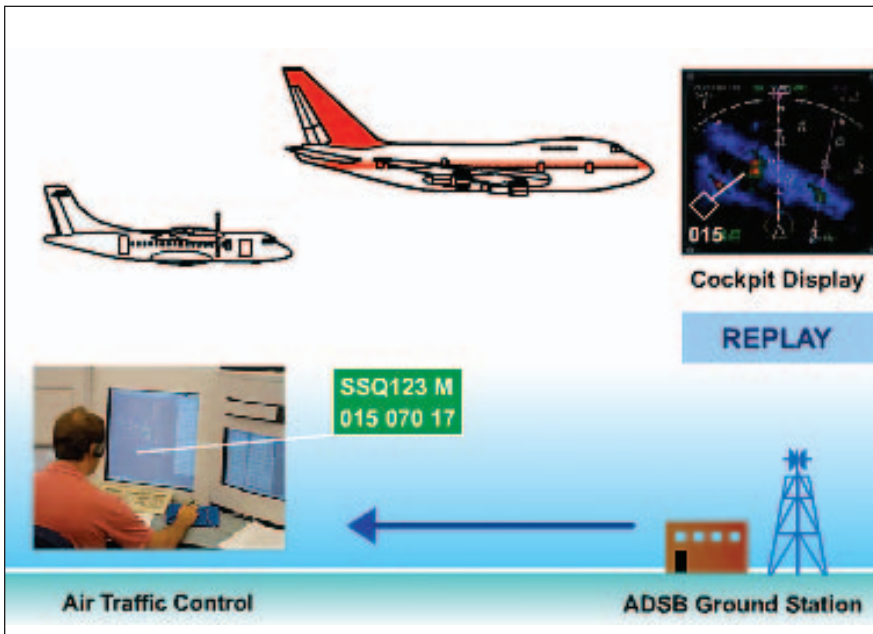 015
Cockpit Display
REPLAY
SSQ123 M
015 070 17
Air Traffic Control
ADSB Ground Station